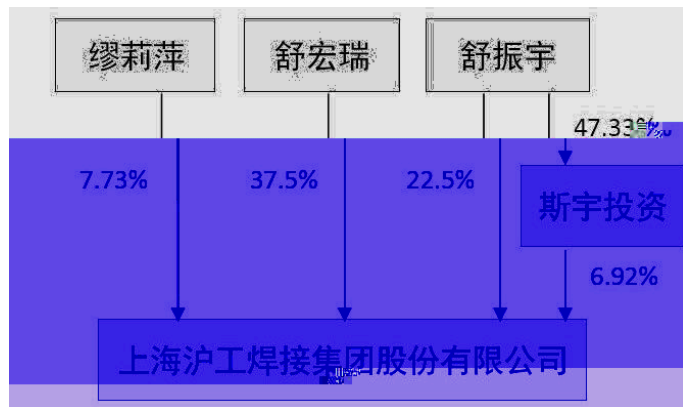 缪莉萍 舒宏瑞 舒振宇
47.33%
7.73% 37.5% 22.5%
斯宇投资
6.92%
上海沪工焊接集团股份有限公司